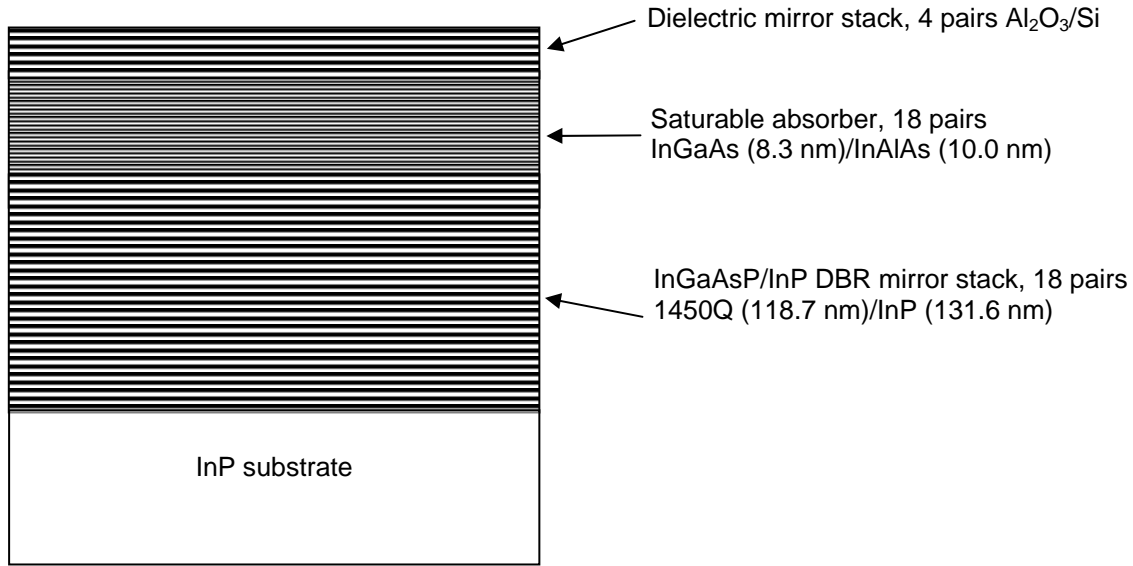 Dielectric mirror stack, 4 pairs Al₂O₃/Si
Saturable absorber, 18 pairs
InGaAs (8.3 nm)/InAlAs (10.0 nm)
InGaAsP/InP DBR mirror stack, 18 pairs
1450Q (118.7 nm)/InP (131.6 nm)
InP substrate